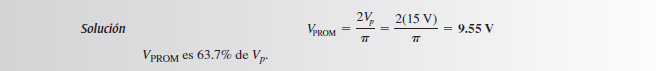 Solución V_PROM = 2V_p / π = 2(15 V) / π = 9.55 V
V_PROM es 63.7% de V_p.